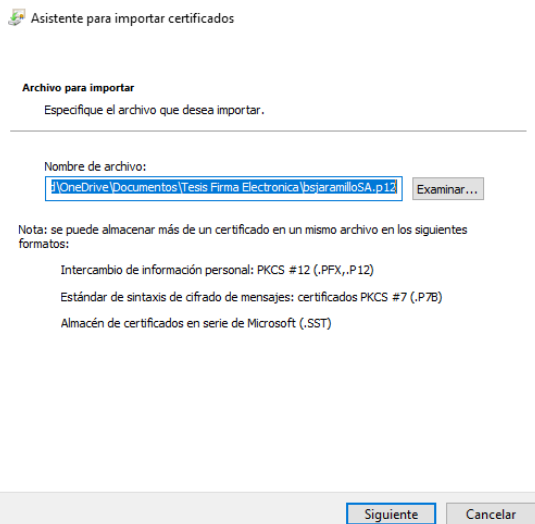 Asistente para importar certificados
Archivo para importar
Especifique el archivo que desea importar.
Nombre de archivo:
\OneDrive\Documentos\Tesis Firma Electronica\bsjaramilloSA.p12
Examinar...
Nota: se puede almacenar más de un certificado en un mismo archivo en los siguientes
formatos:
Intercambio de información personal: PKCS #12 (.PFX,.P12)
Estándar de sintaxis de cifrado de mensajes: certificados PKCS #7 (.P7B)
Almacén de certificados en serie de Microsoft (.SST)
Siguiente
Cancelar